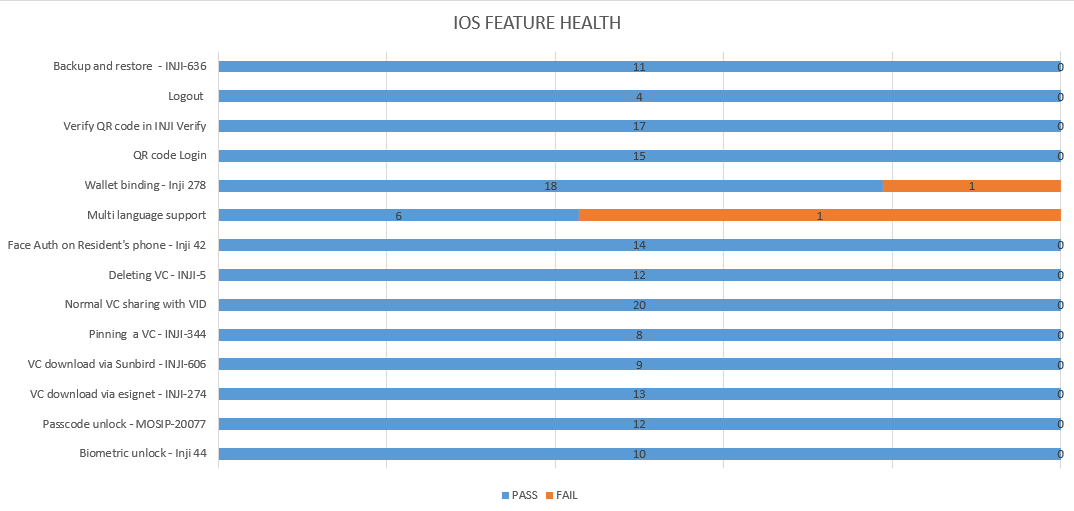 IOS FEATURE HEALTH
Backup and restore  - INJI-636 11 0
Logout 4 0
Verify QR code in INJI Verify 17 0
QR code Login 15 0
Wallet binding - Inji 278 18 1
Multi language support 6 1
Face Auth on Resident's phone - Inji 42 14 0
Deleting VC - INJI-5 12 0
Normal VC sharing with VID 20 0
Pinning  a VC - INJI-344 8 0
VC download via Sunbird - INJI-606 9 0
VC download via esignet - INJI-274 13 0
Passcode unlock - MOSIP-20077 12 0
Biometric unlock - Inji 44 10 0
PASS FAIL